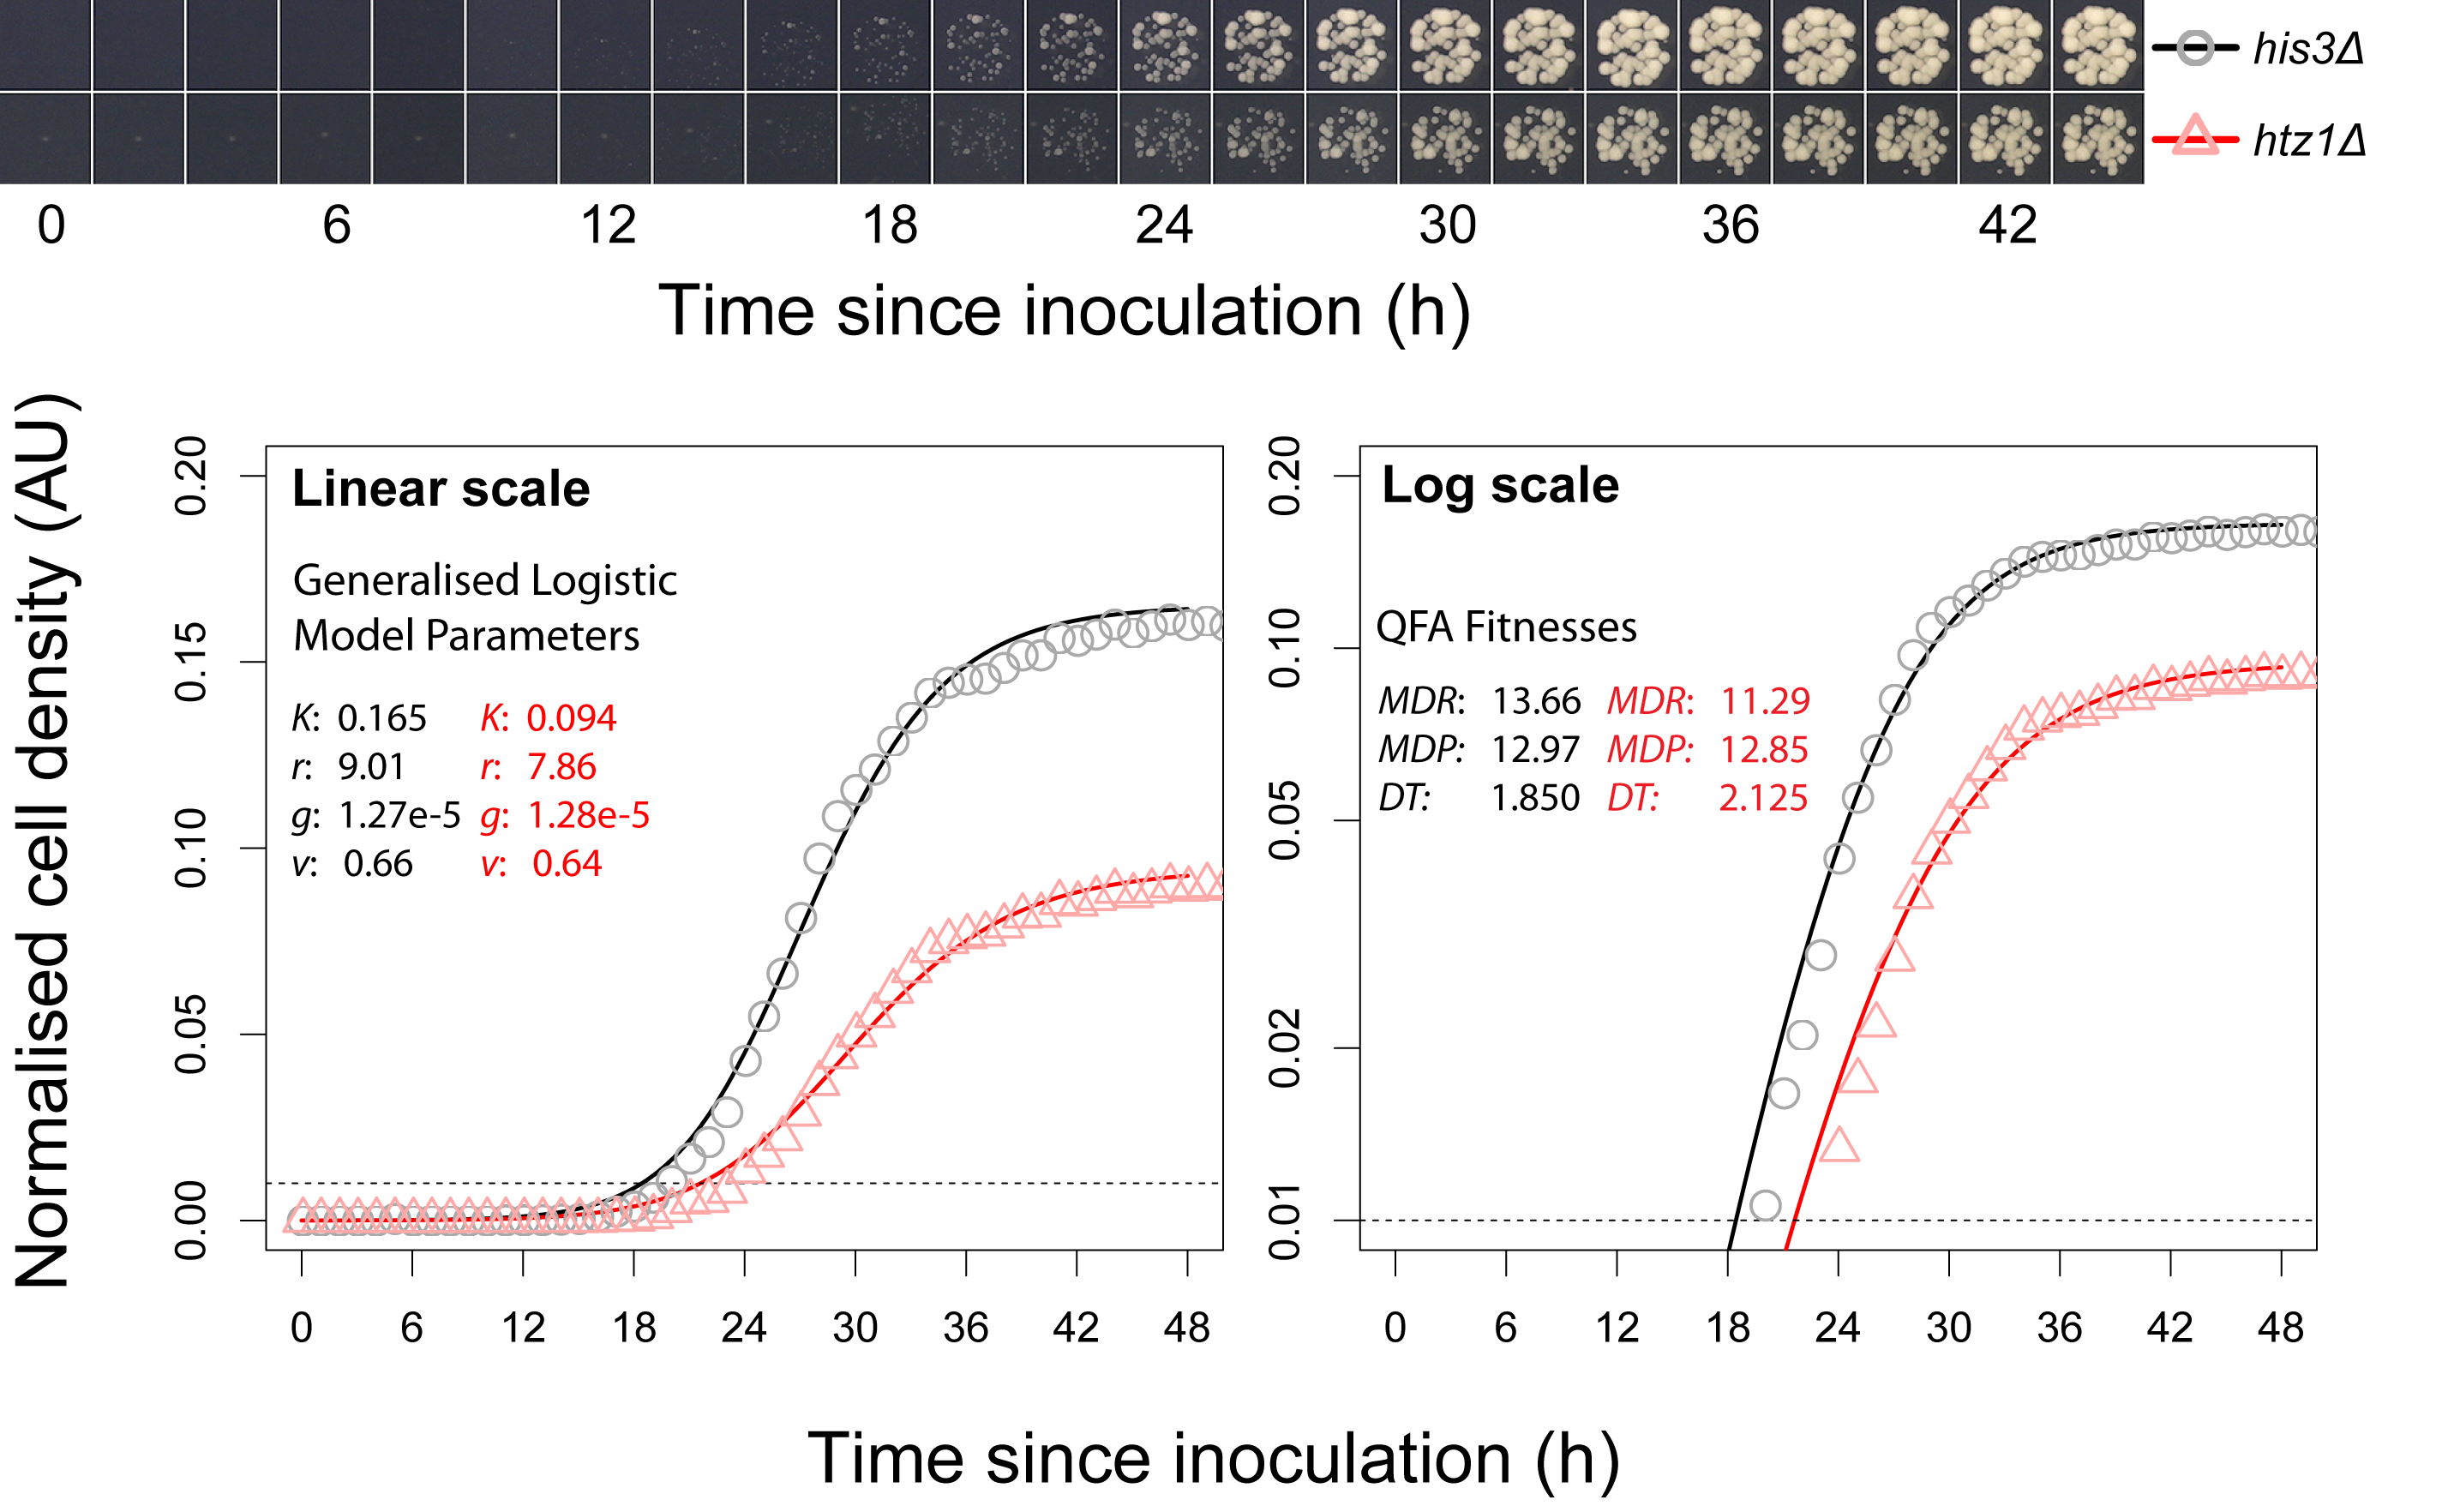 his3Δ
htz1Δ
0 6 12 18 24 30 36 42
Time since inoculation (h)
Normalised cell density (AU)
0.20
0.15
0.10
0.05
0.00
Linear scale
Generalised Logistic
Model Parameters
K: 0.165 K: 0.094
r: 9.01 r: 7.86
g: 1.27e-5 g: 1.28e-5
v: 0.66 v: 0.64
0 6 12 18 24 30 36 42 48
0.20
0.10
0.05
0.02
0.01
Log scale
QFA Fitnesses
MDR: 13.66 MDR: 11.29
MDP: 12.97 MDP: 12.85
DT: 1.850 DT: 2.125
0 6 12 18 24 30 36 42 48
Time since inoculation (h)